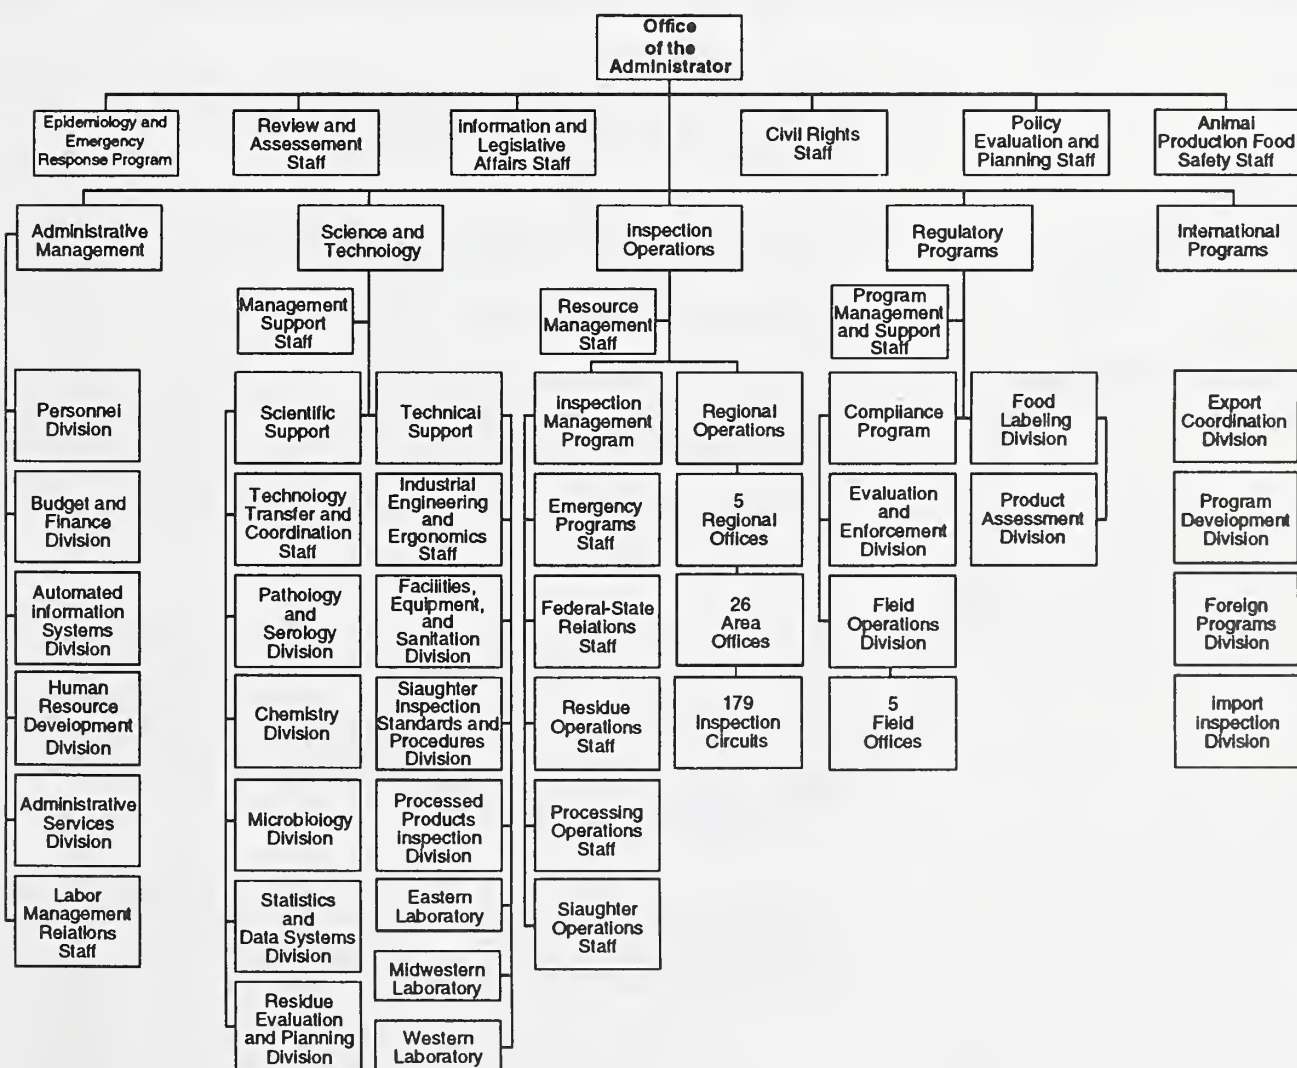 Office
of the
Administrator
Epidemiology and
Emergency
Response Program
Review and
Assessement
Staff
Information and
Legislative
Affairs Staff
Civil Rights
Staff
Policy
Evaluation and
Planning Staff
Animal
Production Food
Safety Staff
Administrative
Management
Science and
Technology
Inspection
Operations
Regulatory
Programs
International
Programs
Management
Support
Staff
Resource
Management
Staff
Program
Management
and Support
Staff
Personnel
Division
Budget and
Finance
Division
Automated
Information
Systems
Division
Human
Resource
Development
Division
Administrative
Services
Division
Labor
Management
Relations
Staff
Scientific
Support
Technology
Transfer and
Coordination
Staff
Pathology
and
Serology
Division
Chemistry
Division
Microbiology
Division
Statistics
and
Data Systems
Division
Residue
Evaluation
and Planning
Division
Technical
Support
Industrial
Engineering
and
Ergonomics
Staff
Facilities,
Equipment,
and
Sanitation
Division
Slaughter
Inspection
Standards and
Procedures
Division
Processed
Products
Inspection
Division
Eastern
Laboratory
Midwestern
Laboratory
Western
Laboratory
Inspection
Management
Program
Emergency
Programs
Staff
Federal-State
Relations
Staff
Residue
Operations
Staff
Processing
Operations
Staff
Slaughter
Operations
Staff
Regional
Operations
5
Regional
Offices
26
Area
Offices
179
Inspection
Circuits
Compliance
Program
Evaluation
and
Enforcement
Division
Field
Operations
Division
5
Field
Offices
Food
Labeling
Division
Product
Assessment
Division
Export
Coordination
Division
Program
Development
Division
Foreign
Programs
Division
Import
Inspection
Division